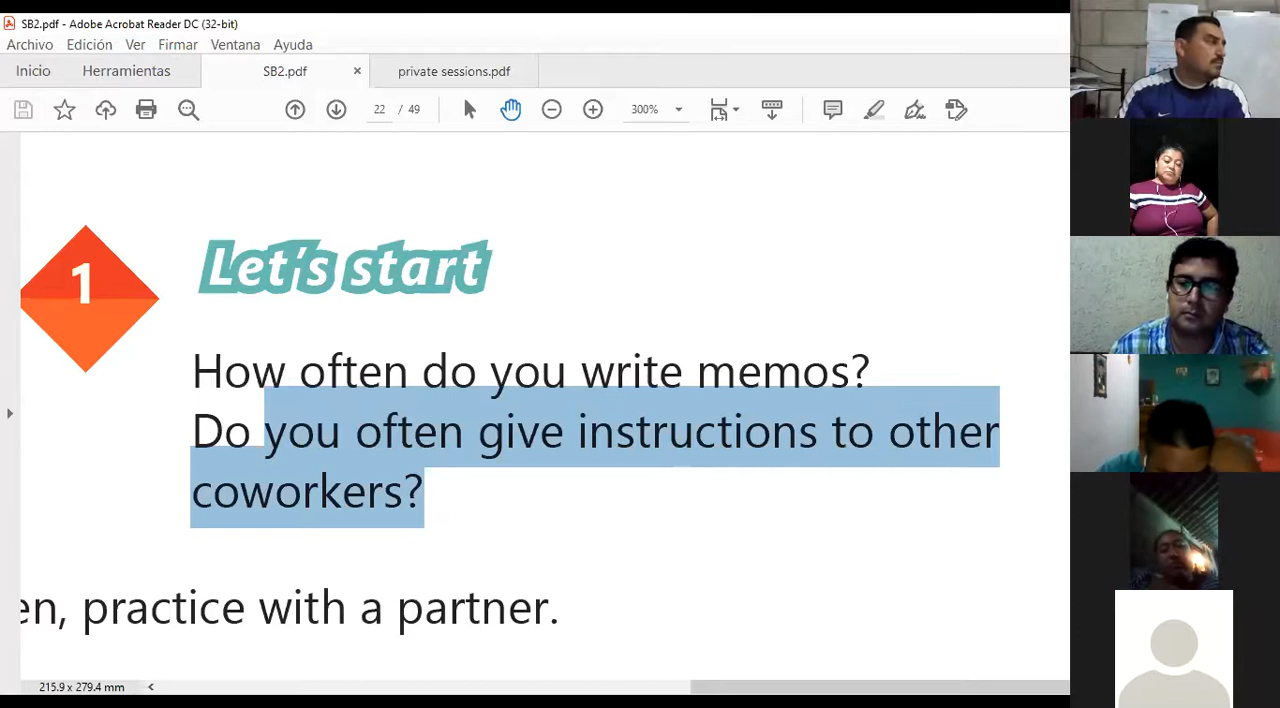 SB2.pdf - Adobe Acrobat Reader DC (32-bit)
Archivo Edición Ver Firmar Ventana Ayuda
Inicio Herramientas SB2.pdf × private sessions.pdf
22 / 49 300%
1 Let's start
How often do you write memos?
Do you often give instructions to other
coworkers?
en, practice with a partner.
215.9 x 279.4 mm